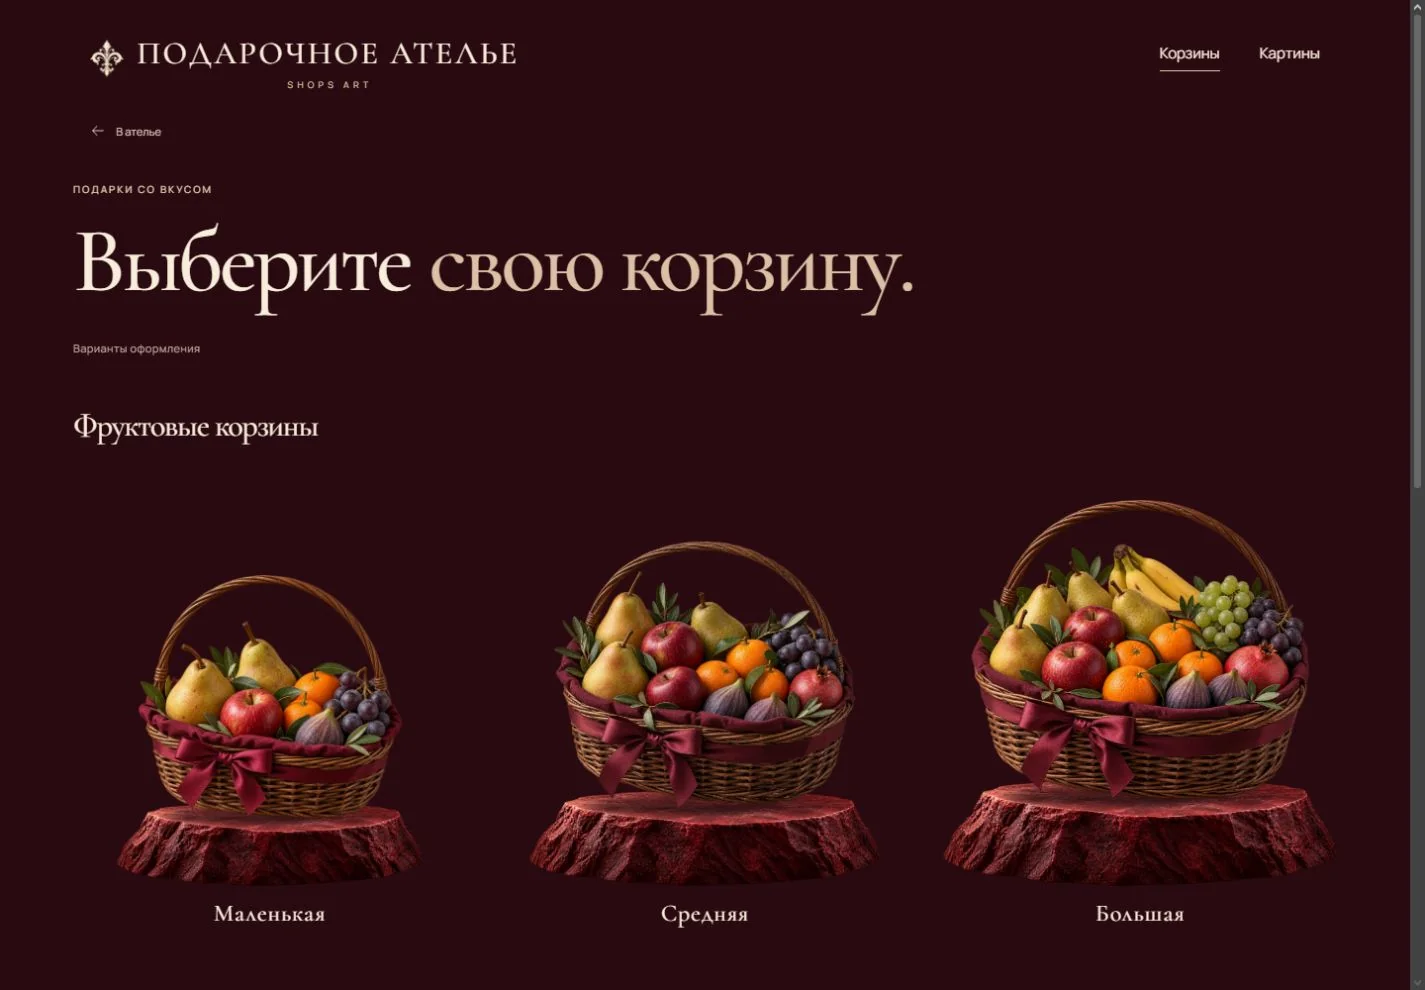 ПОДАРОЧНОЕ АТЕЛЬЕ
SHOPS ART
Корзины
Картины
В ателье
ПОДАРКИ СО ВКУСОМ
Выберите свою корзину.
Варианты оформления
Фруктовые корзины
Маленькая
Средняя
Большая